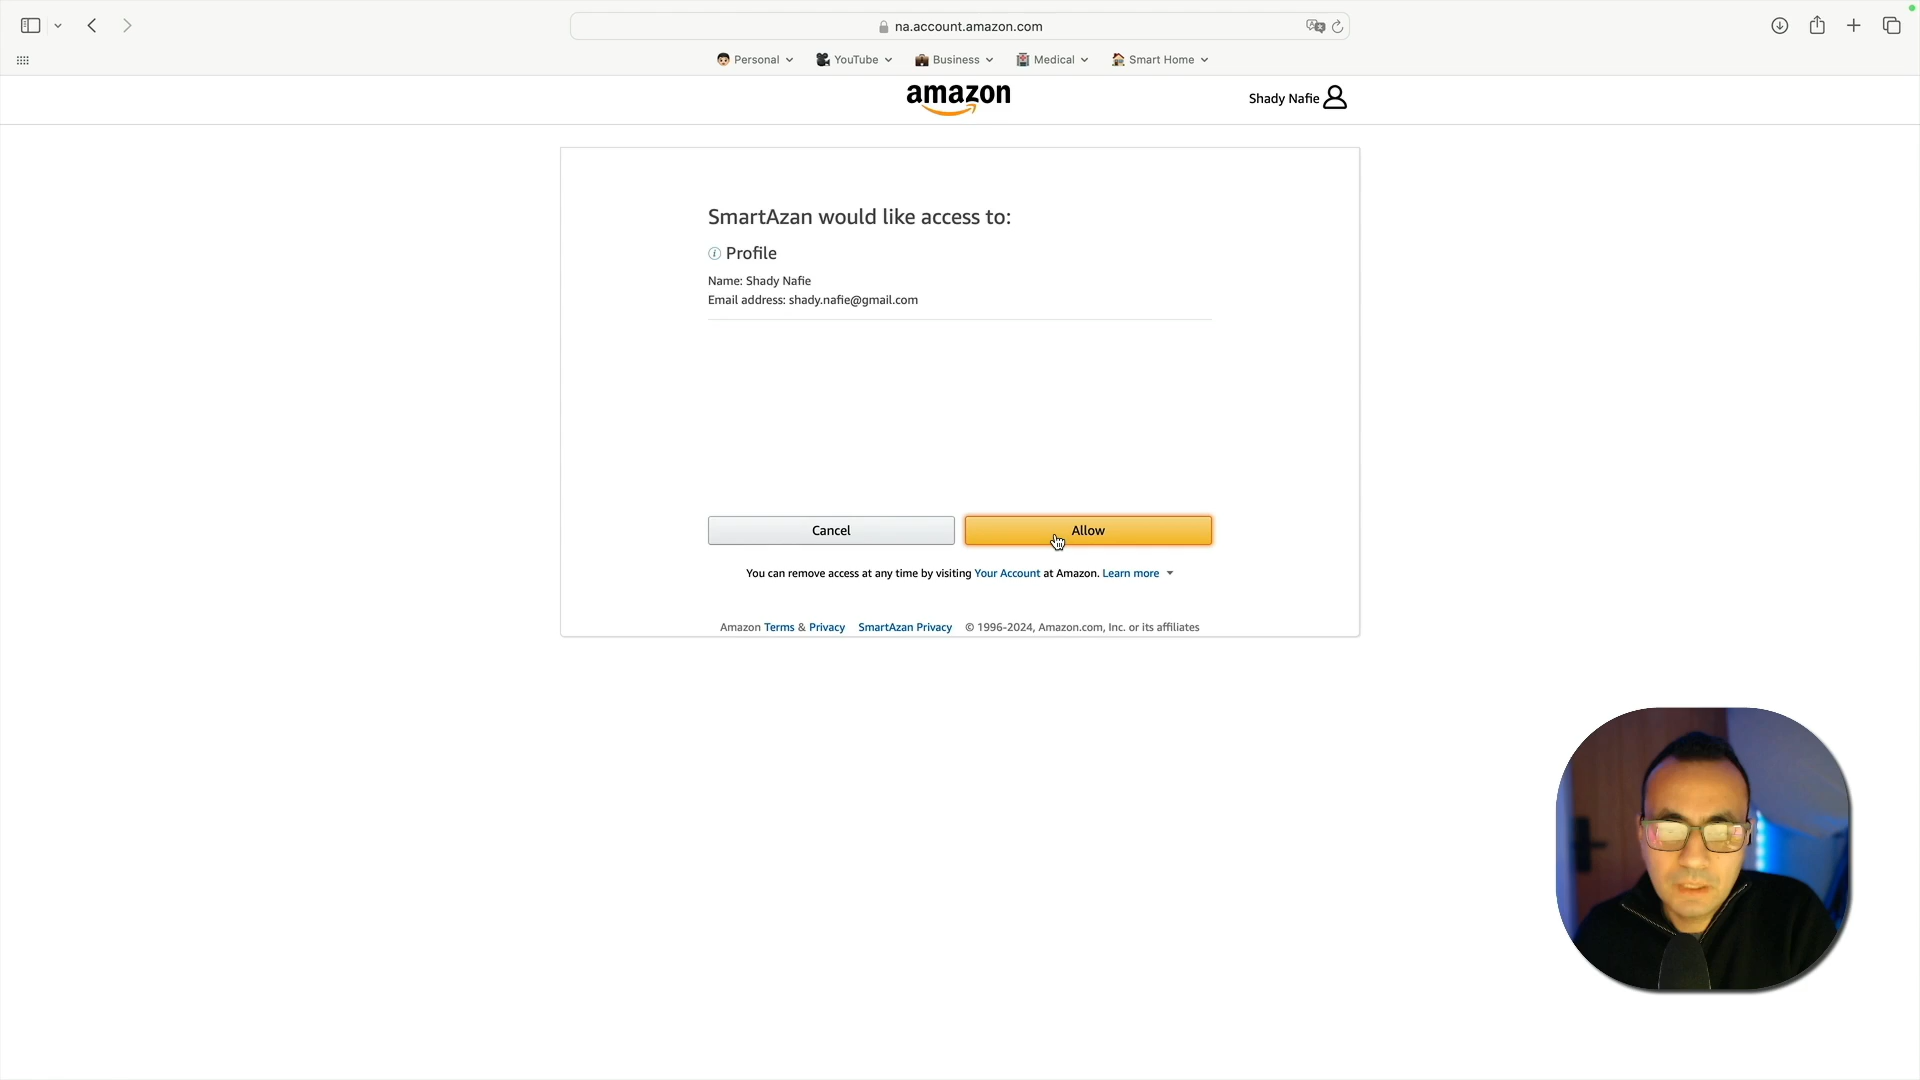 na.account.amazon.com
Personal
YouTube
Business
Medical
Smart Home
amazon
Shady Nafie
SmartAzan would like access to:
Profile
Name: Shady Nafie
Email address: shady.nafie@gmail.com
Cancel
Allow
You can remove access at any time by visiting Your Account at Amazon. Learn more
Amazon Terms & Privacy SmartAzan Privacy © 1996-2024, Amazon.com, Inc. or its affiliates